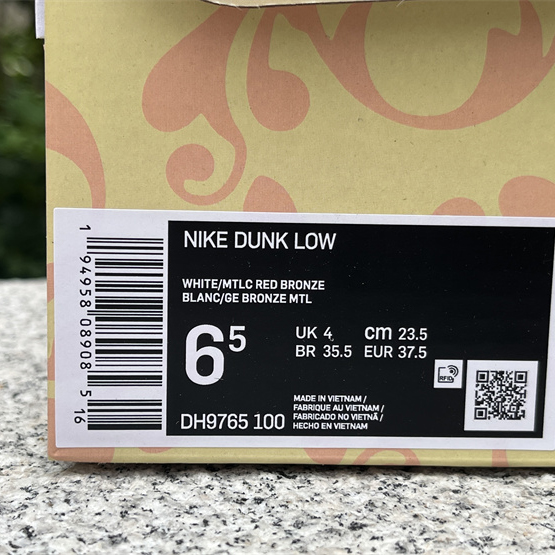 NIKE DUNK LOW
WHITE/MTLC RED BRONZE
BLANC/GE BRONZE MTL
6 5
UK 4 cm 23.5
BR 35.5 EUR 37.5
RFID
DH9765 100
MADE IN VIETNAM /
FABRIQUE AU VIETNAM /
FABRICADO NO VIETNÃ /
HECHO EN VIETNAM
1 94958 08908 5 16